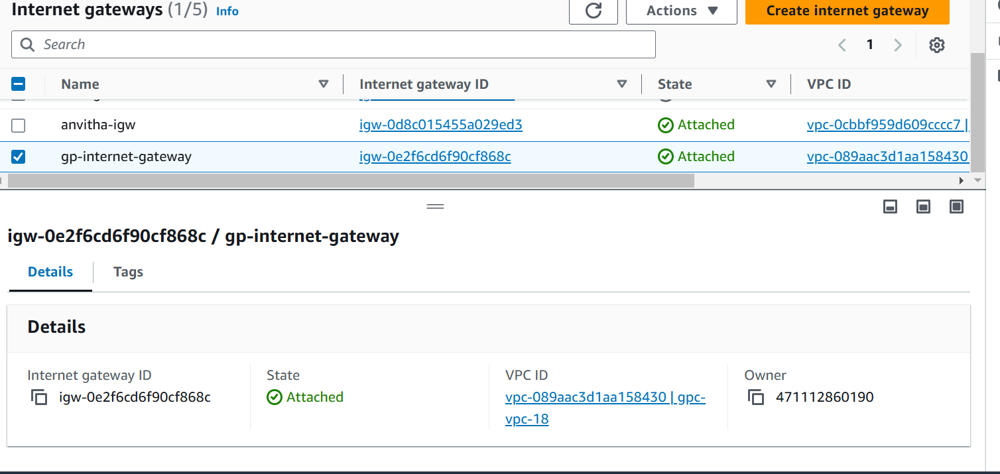 Internet gateways (1/5) Info
Actions
Create internet gateway
Search
1
Name Internet gateway ID State VPC ID
anvitha-igw igw-0d8c015455a029ed3 Attached vpc-0cbbf959d609cccc7 |
gp-internet-gateway igw-0e2f6cd6f90cf868c Attached vpc-089aac3d1aa158430
igw-0e2f6cd6f90cf868c / gp-internet-gateway
Details Tags
Details
Internet gateway ID State VPC ID Owner
igw-0e2f6cd6f90cf868c Attached vpc-089aac3d1aa158430 | gpc- 471112860190
vpc-18